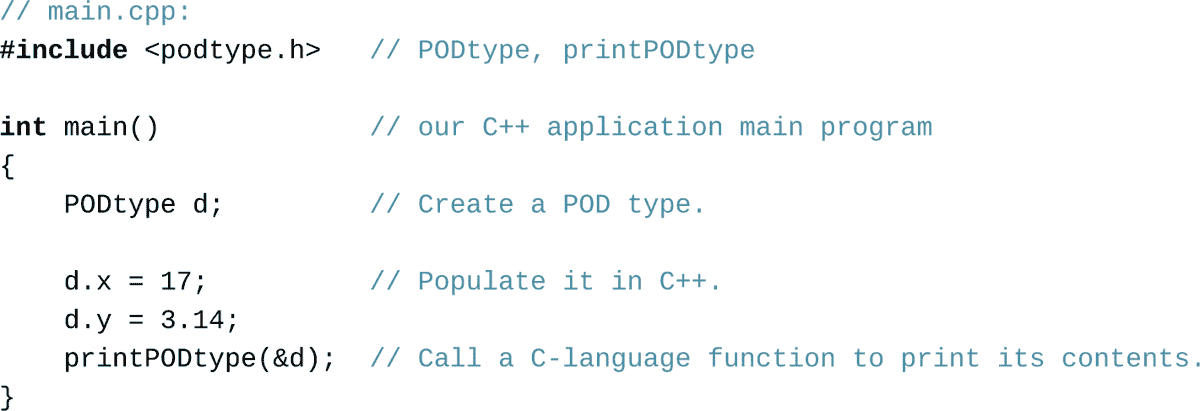 // main.cpp:
#include <podtype.h>   // PODtype, printPODtype
int main()             // our C++ application main program
{
    PODtype d;         // Create a POD type.
    d.x = 17;          // Populate it in C++.
    d.y = 3.14;
    printPODtype(&d);  // Call a C-language function to print its contents.
}